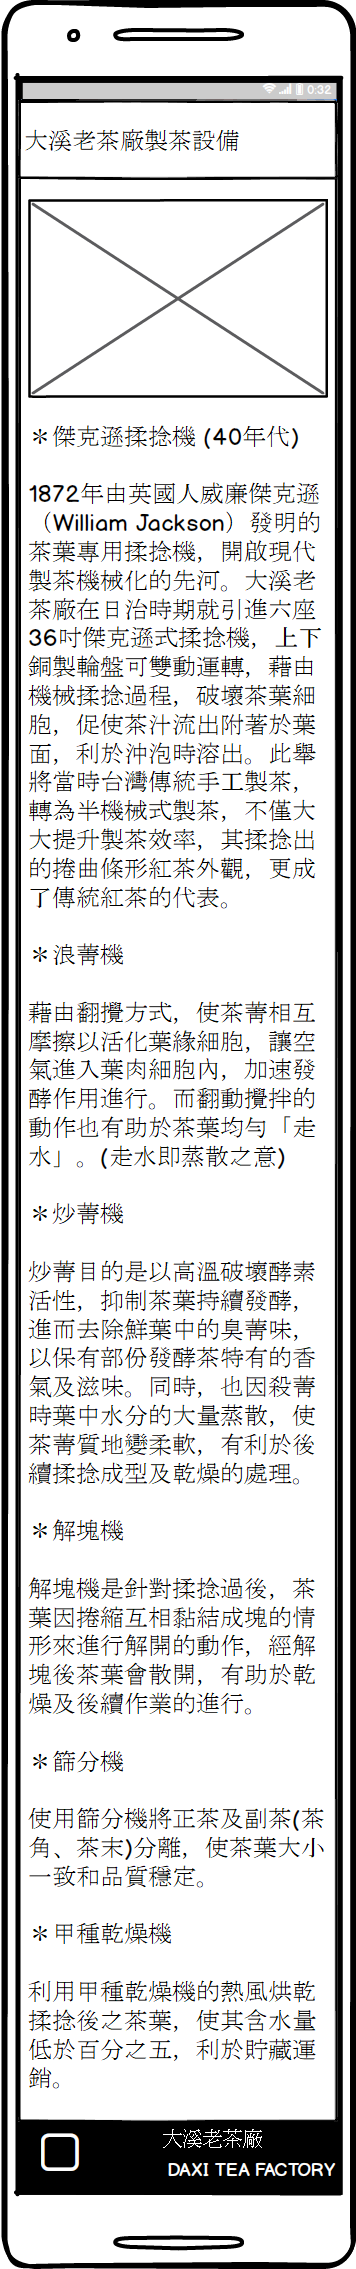 0:32
大溪老茶廠製茶設備
＊傑克遜揉捻機 (40年代)
1872年由英國人威廉傑克遜
（William Jackson）發明的
茶葉專用揉捻機，開啟現代
製茶機械化的先河。大溪老
茶廠在日治時期就引進六座
36吋傑克遜式揉捻機，上下
銅製輪盤可雙動運轉，藉由
機械揉捻過程，破壞茶葉細
胞，促使茶汁流出附著於葉
面，利於沖泡時溶出。此舉
將當時台灣傳統手工製茶，
轉為半機械式製茶，不僅大
大提升製茶效率，其揉捻出
的捲曲條形紅茶外觀，更成
了傳統紅茶的代表。
＊浪菁機
藉由翻攪方式，使茶菁相互
摩擦以活化葉緣細胞，讓空
氣進入葉肉細胞內，加速發
酵作用進行。而翻動攪拌的
動作也有助於茶葉均勻「走
水」。(走水即蒸散之意)
＊炒菁機
炒菁目的是以高溫破壞酵素
活性，抑制茶葉持續發酵，
進而去除鮮葉中的臭菁味，
以保有部份發酵茶特有的香
氣及滋味。同時，也因殺菁
時葉中水分的大量蒸散，使
茶菁質地變柔軟，有利於後
續揉捻成型及乾燥的處理。
＊解塊機
解塊機是針對揉捻過後，茶
葉因捲縮互相黏結成塊的情
形來進行解開的動作，經解
塊後茶葉會散開，有助於乾
燥及後續作業的進行。
＊篩分機
使用篩分機將正茶及副茶(茶
角、茶末)分離，使茶葉大小
一致和品質穩定。
＊甲種乾燥機
利用甲種乾燥機的熱風烘乾
揉捻後之茶葉，使其含水量
低於百分之五，利於貯藏運
銷。
大溪老茶廠
DAXI TEA FACTORY